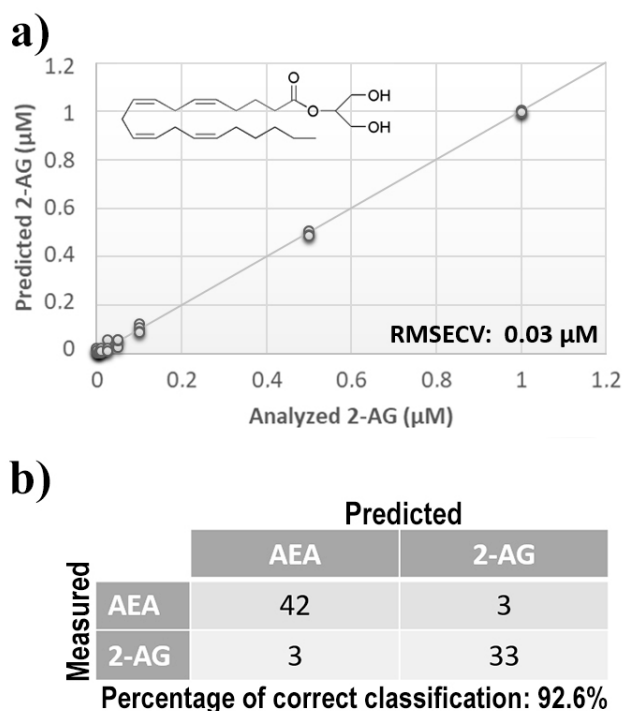 a)
Predicted 2-AG (µM)
1.2
1
0.8
0.6
0.4
0.2
0
O
O
OH
OH
RMSECV: 0.03 µM
0 0.2 0.4 0.6 0.8 1 1.2
Analyzed 2-AG (µM)
b)
Predicted
AEA 2-AG
Measured
AEA 42 3
2-AG 3 33
Percentage of correct classification: 92.6%